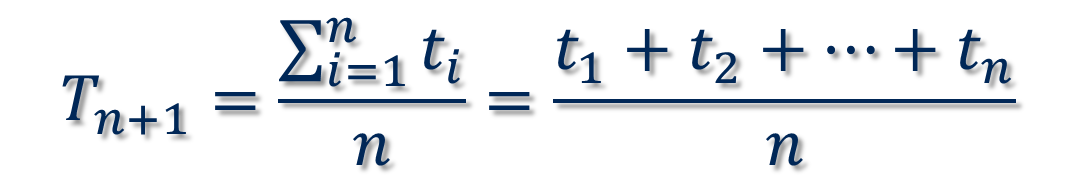 T_{n+1} = \frac{\sum_{i=1}^{n} t_i}{n} = \frac{t_1 + t_2 + \cdots + t_n}{n}